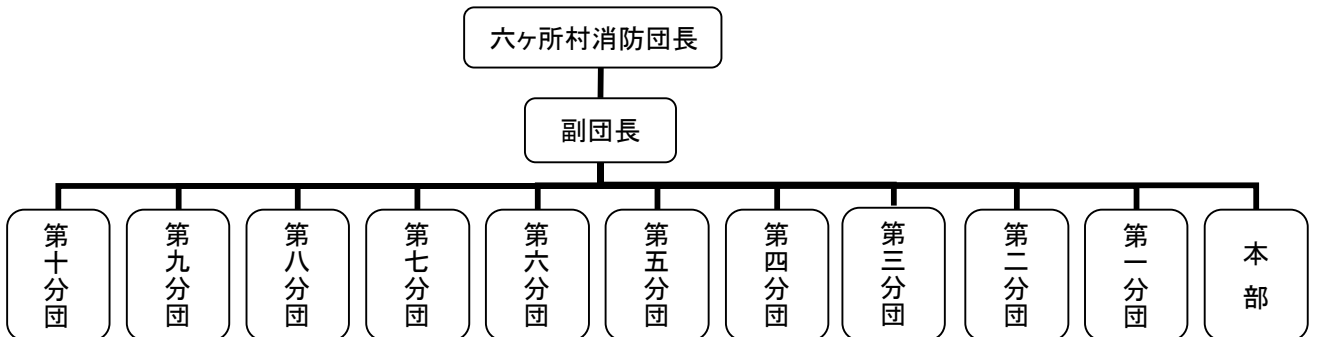 六ヶ所村消防団長
副団長
本部
第一分団
第二分団
第三分団
第四分団
第五分団
第六分団
第七分団
第八分団
第九分団
第十分団